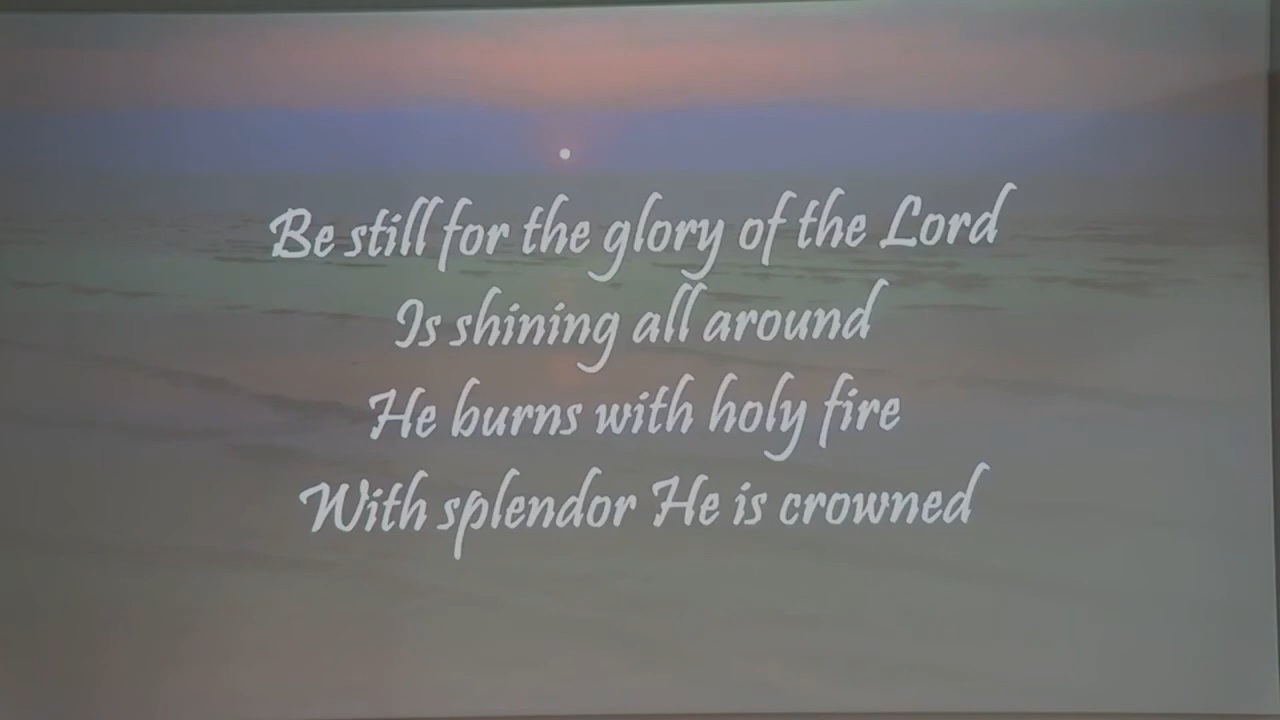 Be still for the glory of the Lord
Is shining all around
He burns with holy fire
With splendor He is crowned